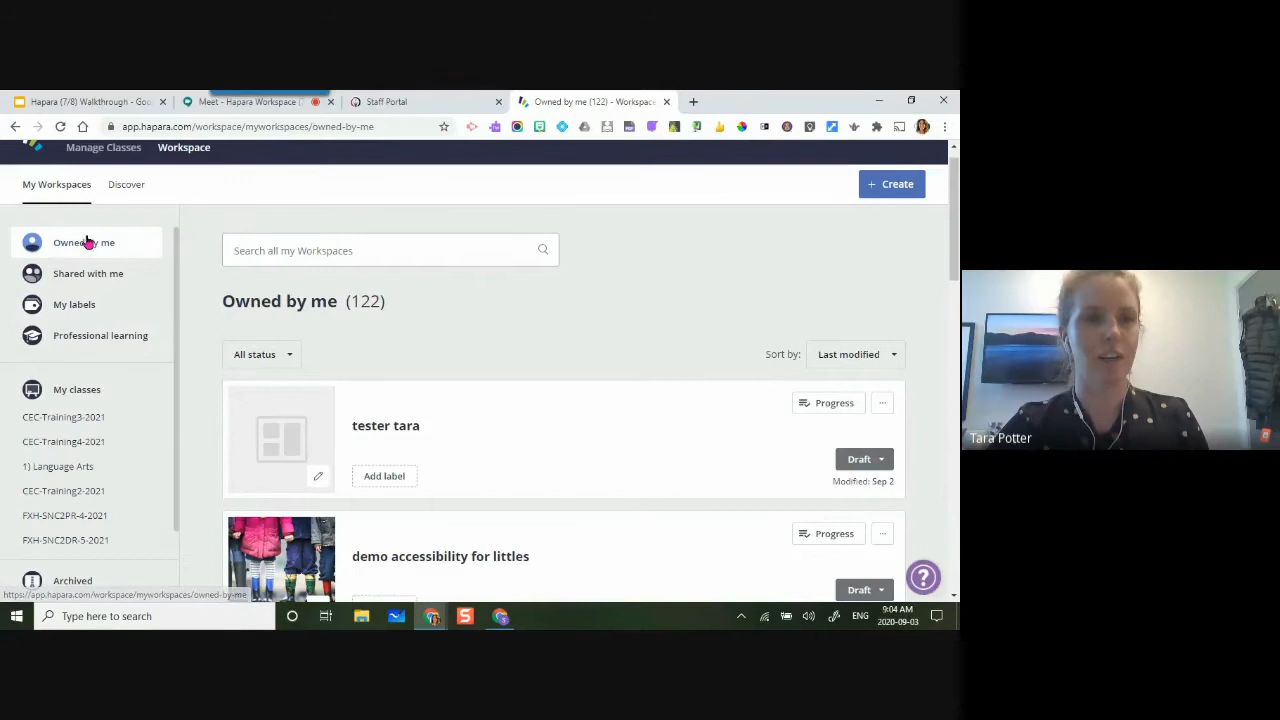 Hapara (7/8) Walkthrough - Goo
Meet - Hapara Workspace
Staff Portal
Owned by me (122) - Workspace
app.hapara.com/workspace/myworkspaces/owned-by-me
Manage Classes
Workspace
My Workspaces
Discover
+ Create
Owned by me
Shared with me
My labels
Professional learning
My classes
CEC-Training3-2021
CEC-Training4-2021
1) Language Arts
CEC-Training2-2021
FXH-SNC2PR-4-2021
FXH-SNC2DR-5-2021
Archived
Search all my Workspaces
Owned by me (122)
All status
Sort by: Last modified
tester tara
Progress
...
Add label
Draft
Modified: Sep 2
demo accessibility for littles
Progress
...
Draft
?
https://app.hapara.com/workspace/myworkspaces/owned-by-me
Type here to search
ENG
9:04 AM
2020-09-03
Tara Potter